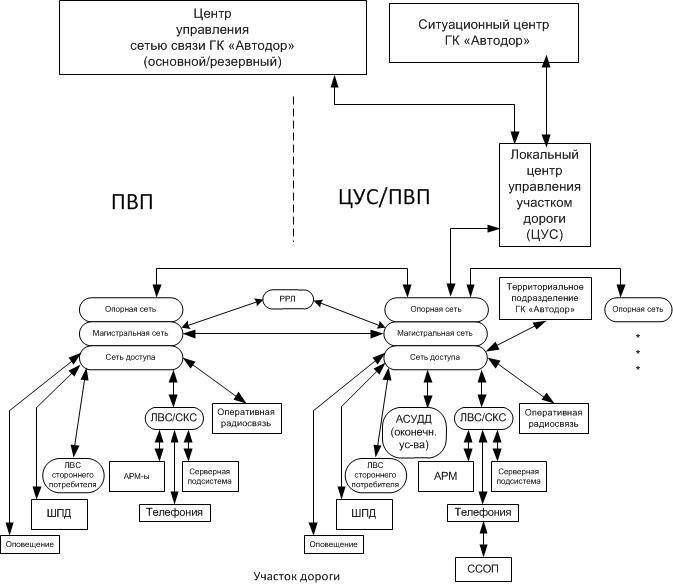 Центр
управления
сетью связи ГК «Автодор»
(основной/резервный)
Ситуационный центр
ГК «Автодор»
Локальный
центр
управления
участком
дороги
(ЦУС)
ПВП
ЦУС/ПВП
Опорная сеть
Магистральная сеть
Сеть доступа
РРЛ
Опорная сеть
Магистральная сеть
Сеть доступа
Территориальное
подразделение
ГК «Автодор»
Опорная сеть
*
*
*
ЛВС/СКС
Оперативная
радиосвязь
ЛВС
стороннего
потребителя
АРМ-ы
Серверная
подсистема
ШПД
Телефония
Оповещение
АСУДД
(оконечн.
ус-ва)
ЛВС/СКС
Оперативная
радиосвязь
ЛВС
стороннего
потребителя
АРМ
Серверная
подсистема
ШПД
Телефония
Оповещение
ССОП
Участок дороги